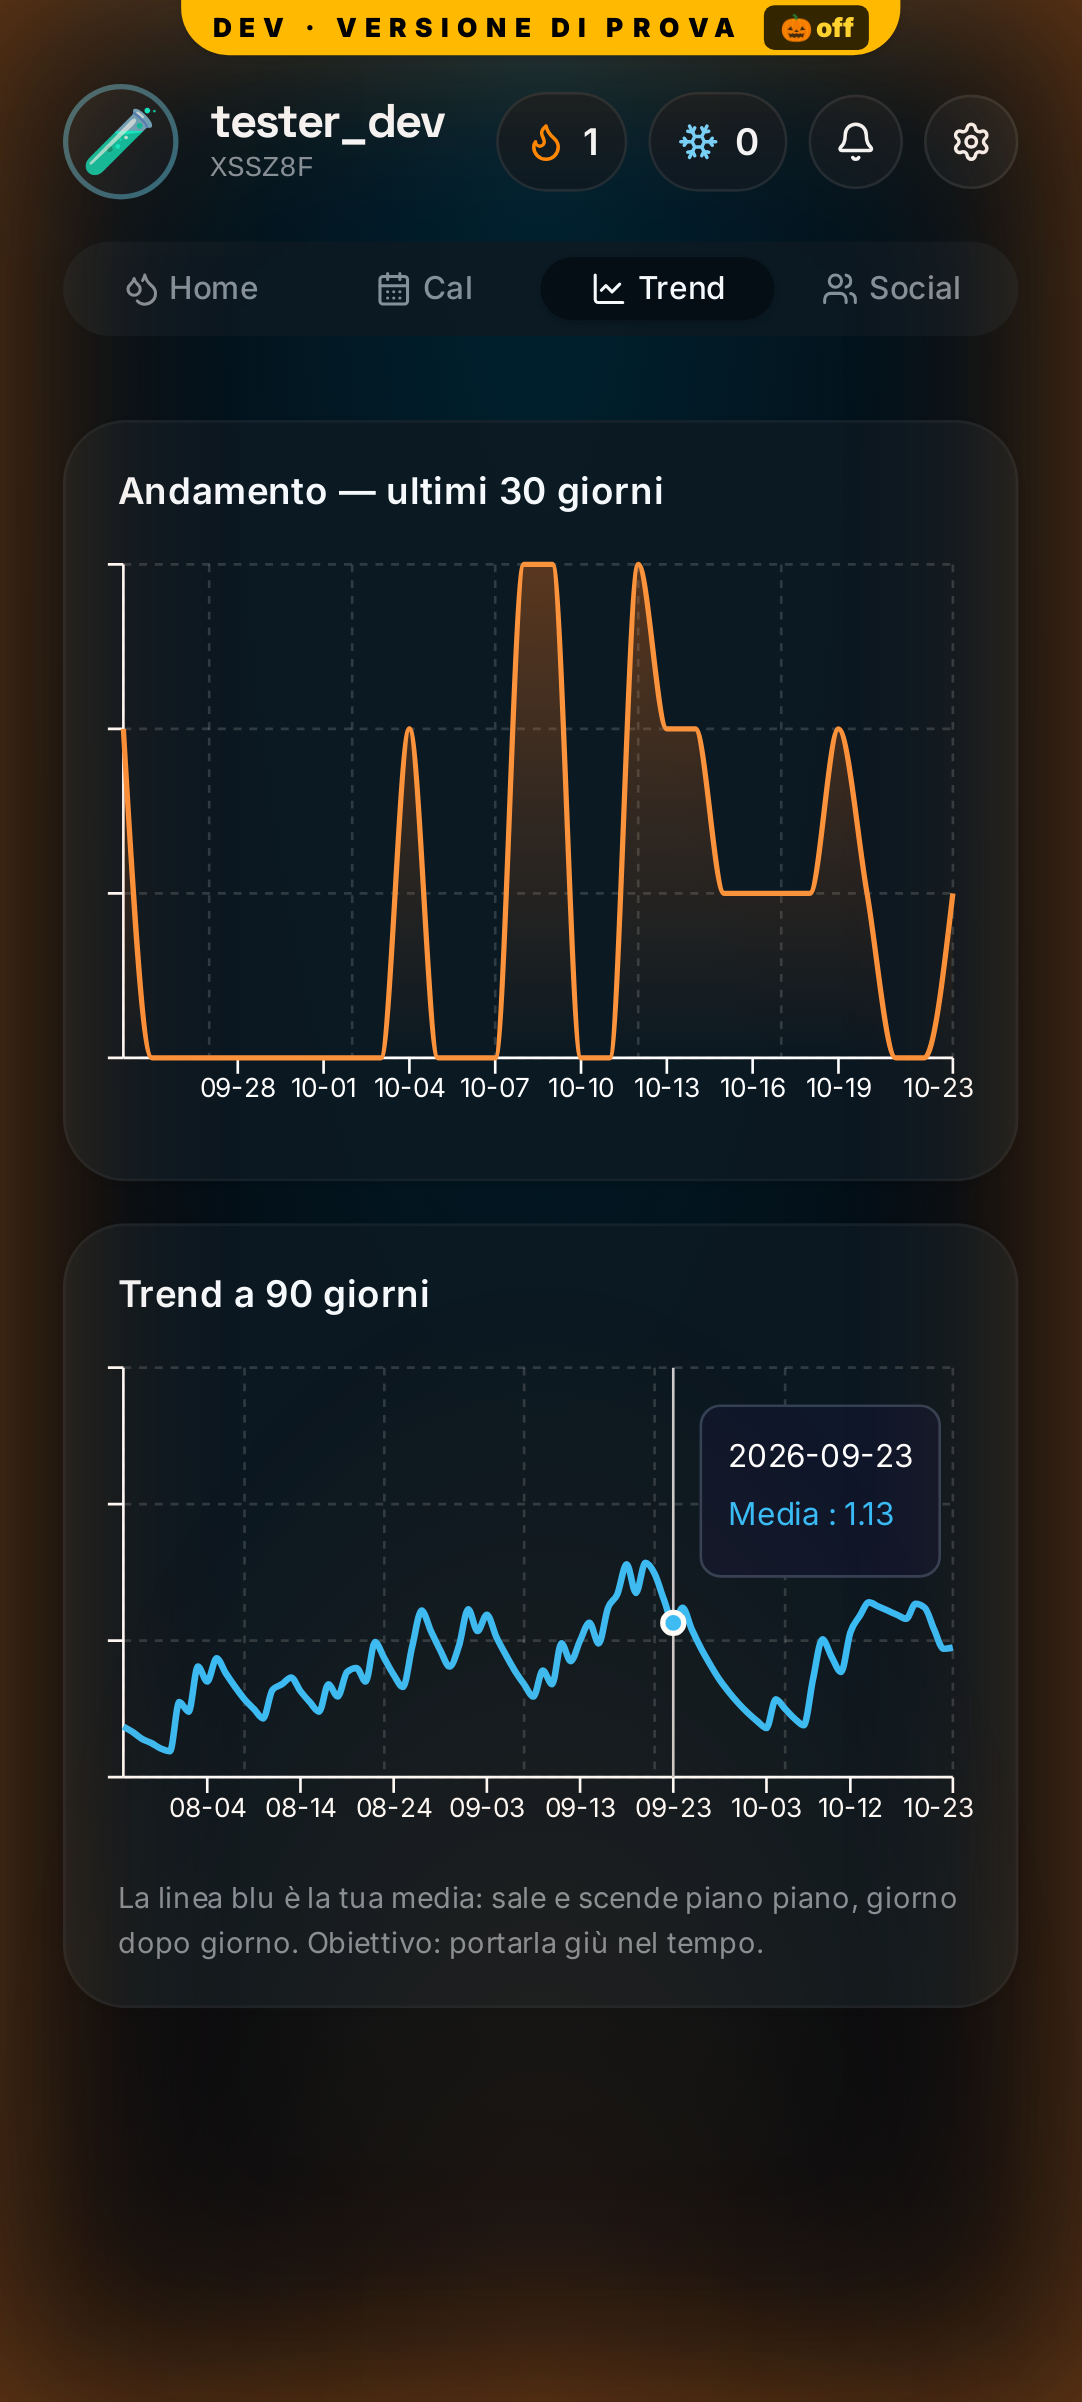 DEV · VERSIONE DI PROVA 🎃 off
tester_dev
XSSZ8F
1
0
Home
Cal
Trend
Social
Andamento — ultimi 30 giorni
09-28 10-01 10-04 10-07 10-10 10-13 10-16 10-19 10-23
Trend a 90 giorni
2026-09-23
Media : 1.13
08-04 08-14 08-24 09-03 09-13 09-23 10-03 10-12 10-23
La linea blu è la tua media: sale e scende piano piano, giorno
dopo giorno. Obiettivo: portarla giù nel tempo.